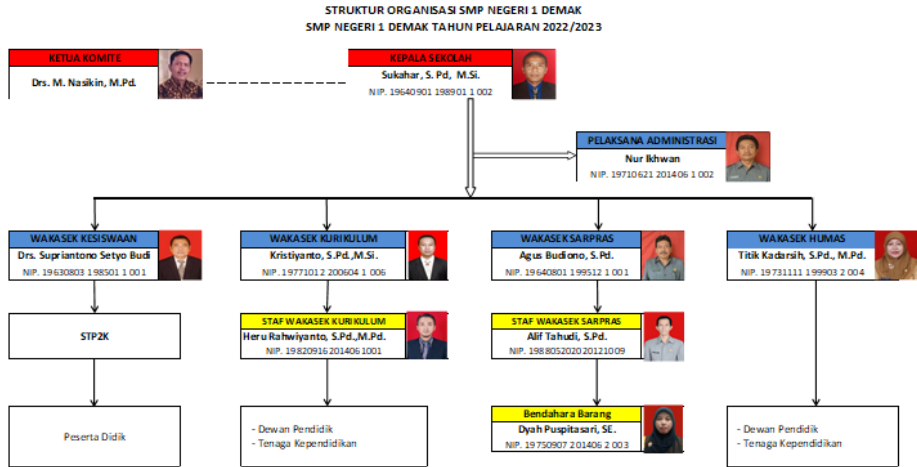 STRUKTUR ORGANISASI SMP NEGERI 1 DEMAK
SMP NEGERI 1 DEMAK TAHUN PELAJARAN 2022/2023
KETUA KOMITE
Drs. M. Nasikin, M.Pd.
KEPALA SEKOLAH
Sukahar, S. Pd, M.Si.
NIP. 19640901 198901 1 002
PELAKSANA ADMINISTRASI
Nur Ikhwan
NIP. 19710621 201406 1 002
WAKASEK KESISWAAN
Drs. Supriantono Setyo Budi
NIP. 19630803 198501 1 001
WAKASEK KURIKULUM
Kristiyanto, S.Pd.,M.Si.
NIP. 19771012 200604 1 006
WAKASEK SARPRAS
Agus Budiono, S.Pd.
NIP. 19640801 199512 1 001
WAKASEK HUMAS
Titik Kadarsih, S.Pd., M.Pd.
NIP. 19731111 199903 2 004
STP2K
STAF WAKASEK KURIKULUM
Heru Rahwiyanto, S.Pd.,M.Pd.
NIP. 198209162014061001
STAF WAKASEK SARPRAS
Alif Tahudi, S.Pd.
NIP. 198805202020121009
Peserta Didik
- Dewan Pendidik
- Tenaga Kependidikan
Bendahara Barang
Dyah Puspitasari, SE.
NIP. 19750907 201406 2 003
- Dewan Pendidik
- Tenaga Kependidikan